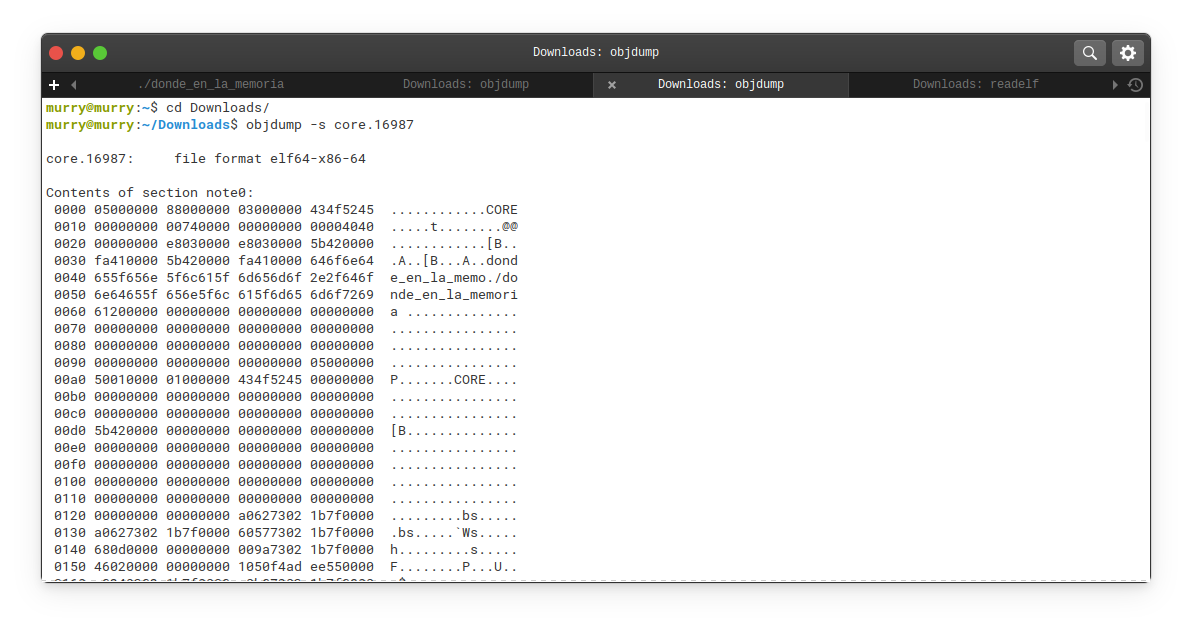 Downloads: objdump
./donde_en_la_memoria
Downloads: objdump
Downloads: objdump
Downloads: readelf
murry@murry:~$ cd Downloads/
murry@murry:~/Downloads$ objdump -s core.16987
core.16987:     file format elf64-x86-64
Contents of section note0:
 0000 05000000 88000000 03000000 434f5245  ............CORE
 0010 00000000 00740000 00000000 00004040  .....t........@@
 0020 00000000 e8030000 e8030000 5b420000  ............[B..
 0030 fa410000 5b420000 fa410000 646f6e64  .A..[B...A..dond
 0040 655f656e 5f6c615f 6d656d6f 2e2f646f  e_en_la_memo./do
 0050 6e64655f 656e5f6c 615f6d65 6d6f7269  nde_en_la_memori
 0060 61200000 00000000 00000000 00000000  a ..............
 0070 00000000 00000000 00000000 00000000  ................
 0080 00000000 00000000 00000000 00000000  ................
 0090 00000000 00000000 00000000 05000000  ................
 00a0 50010000 01000000 434f5245 00000000  P.......CORE....
 00b0 00000000 00000000 00000000 00000000  ................
 00c0 00000000 00000000 00000000 00000000  ................
 00d0 5b420000 00000000 00000000 00000000  [B..............
 00e0 00000000 00000000 00000000 00000000  ................
 00f0 00000000 00000000 00000000 00000000  ................
 0100 00000000 00000000 00000000 00000000  ................
 0110 00000000 00000000 00000000 00000000  ................
 0120 00000000 00000000 a0627302 1b7f0000  .........bs.....
 0130 a0627302 1b7f0000 60577302 1b7f0000  .bs.....`Ws.....
 0140 680d0000 00000000 009a7302 1b7f0000  h.........s.....
 0150 46020000 00000000 1050f4ad ee550000  F........P...U..